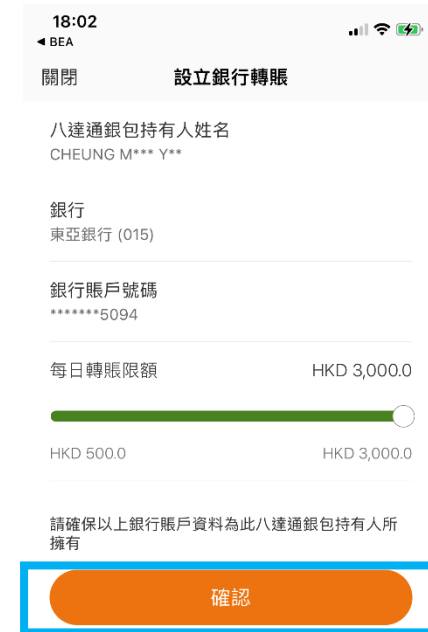 18:02
◀ BEA
關閉
設立銀行轉賬
八達通銀包持有人姓名
CHEUNG M*** Y**
銀行
東亞銀行 (015)
銀行賬戶號碼
*******5094
每日轉賬限額 HKD 3,000.0
HKD 500.0 HKD 3,000.0
請確保以上銀行賬戶資料為此八達通銀包持有人所
擁有
確認